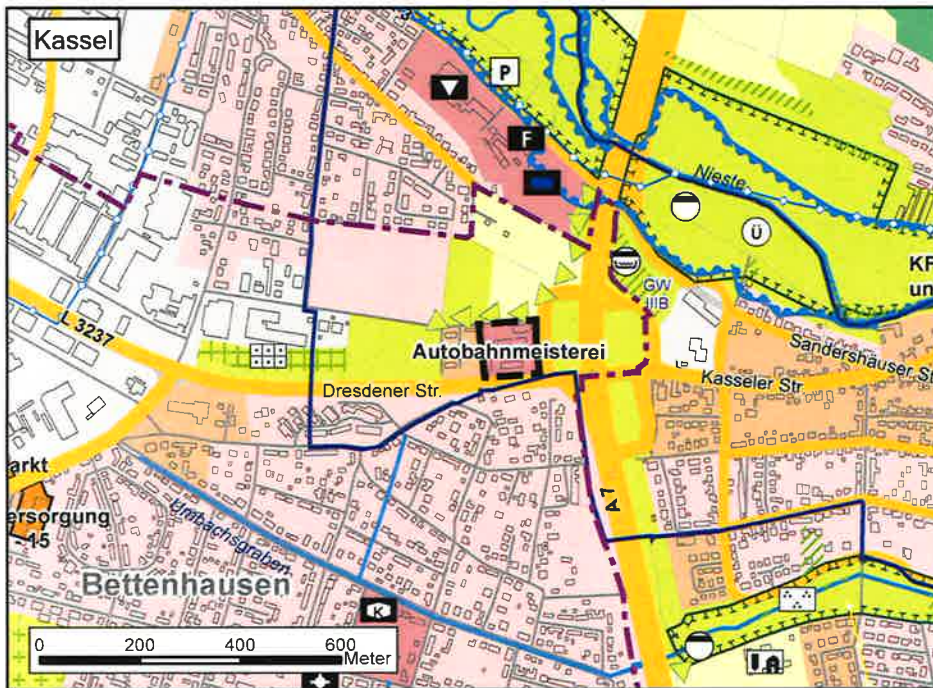 Kassel
P
F
Nieste
Ü
KF
un
GW
IIIB
L 3237
Autobahnmeisterei
Sandershäuser St
Dresdener Str.
Kasseler Str.
arkt
ersorgung
-15
Umbachsgraben
A7
Bettenhausen
K
0 200 400 600
Meter